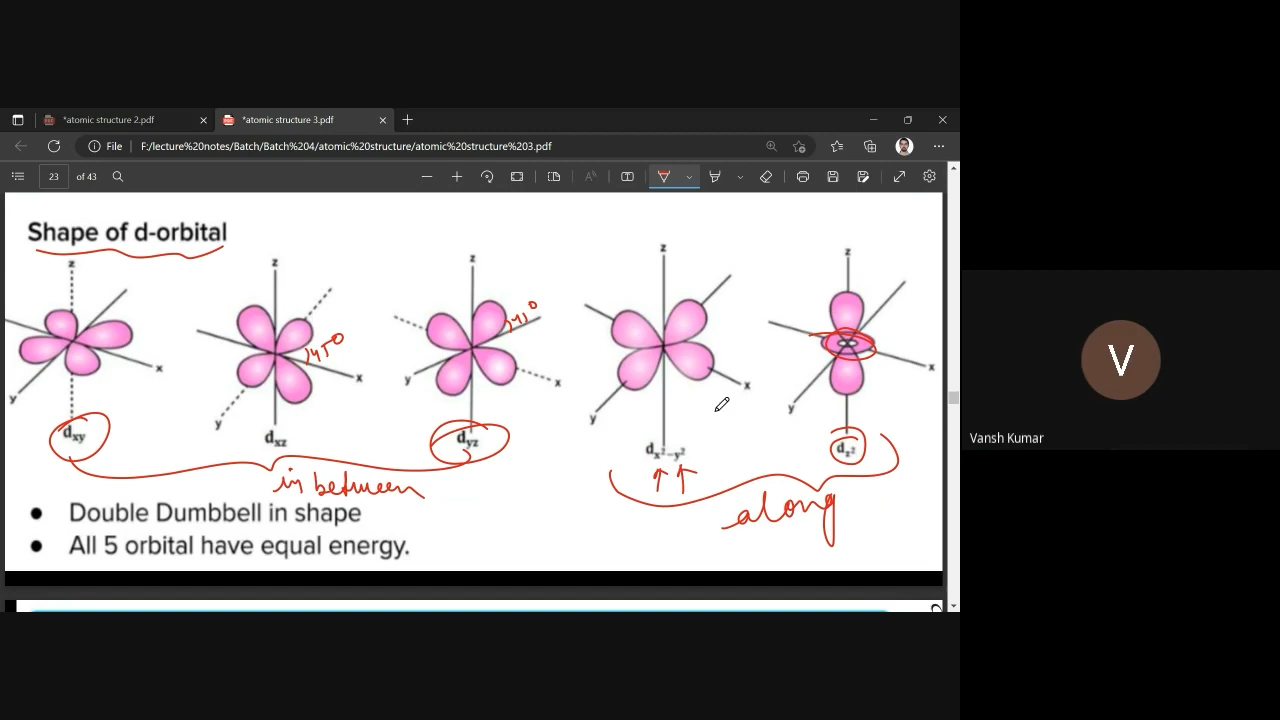 *atomic structure 2.pdf
*atomic structure 3.pdf
File
F:/lecture%20notes/Batch/Batch%204/atomic%20structure/atomic%20structure%203.pdf
23 of 43
Shape of d-orbital
z z z z z
45° 45°
x x x x x
y y y y y
dxy dxz dyz dx²-y² dz²
in between
along
● Double Dumbbell in shape
● All 5 orbital have equal energy.
V
Vansh Kumar